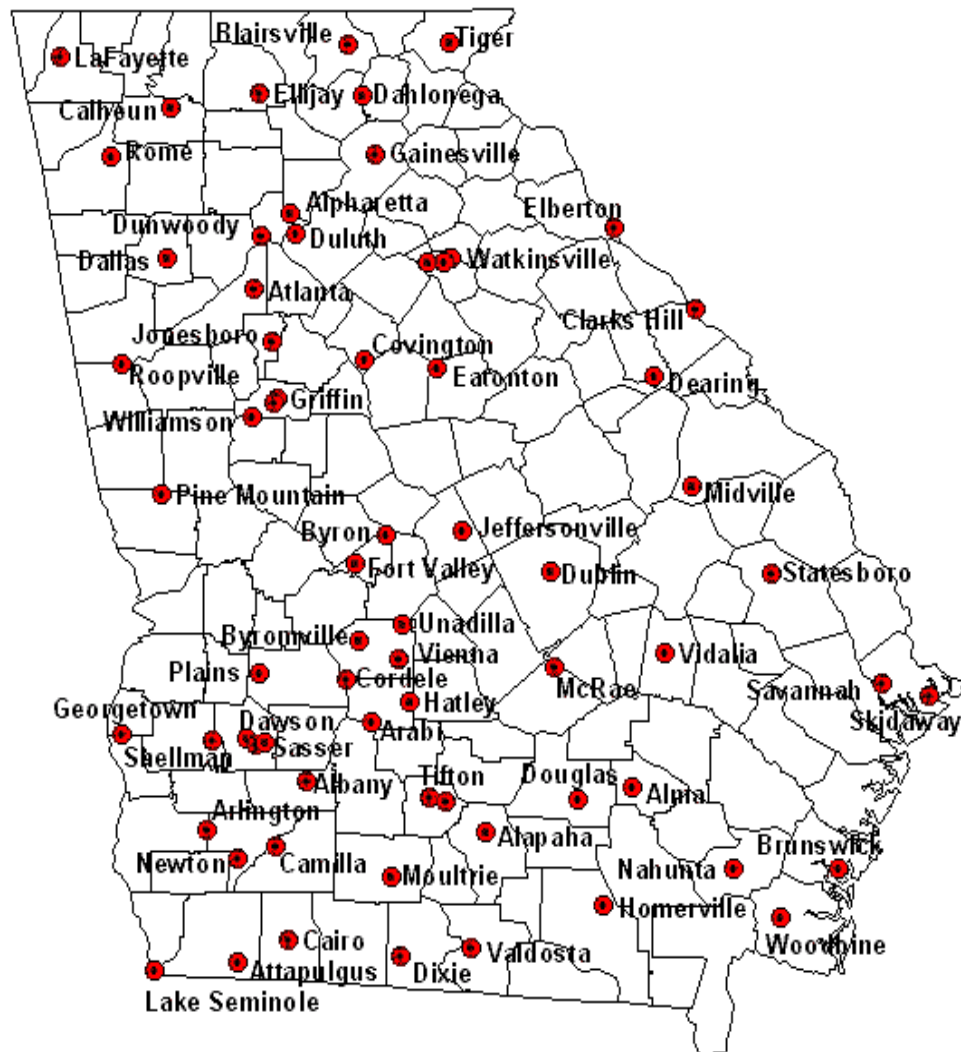 Blairsville
Tiger
LaFayette
Ellijay
Dahlonega
Calhoun
Rome
Gainesville
Alpharetta
Elberton
Dunwoody
Duluth
Dallas
Watkinsville
Atlanta
Clarks Hill
Jonesboro
Covington
Roopville
Eatonton
Dearing
Griffin
Williamson
Pine Mountain
Midville
Byron
Jeffersonville
Fort Valley
Dublin
Statesboro
Unadilla
Byromville
Vienna
Vidalia
Plains
Cordele
McRae
Savannah
Hatley
Skidaway
Georgetown
Dawson
Arabi
Shellman
Sasser
Albany
Tifton
Douglas
Alma
Arlington
Alapaha
Newton
Camilla
Moultrie
Nahunta
Brunswick
Homerville
Cairo
Valdosta
Woodbine
Attapulgus
Dixie
Lake Seminole